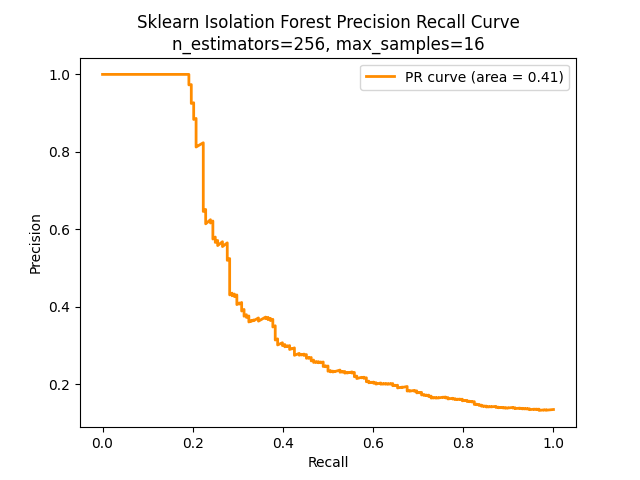 Sklearn Isolation Forest Precision Recall Curve
n_estimators=256, max_samples=16
PR curve (area = 0.41)
1.0
0.8
0.6
0.4
0.2
Precision
0.0
0.2
0.4
0.6
0.8
1.0
Recall